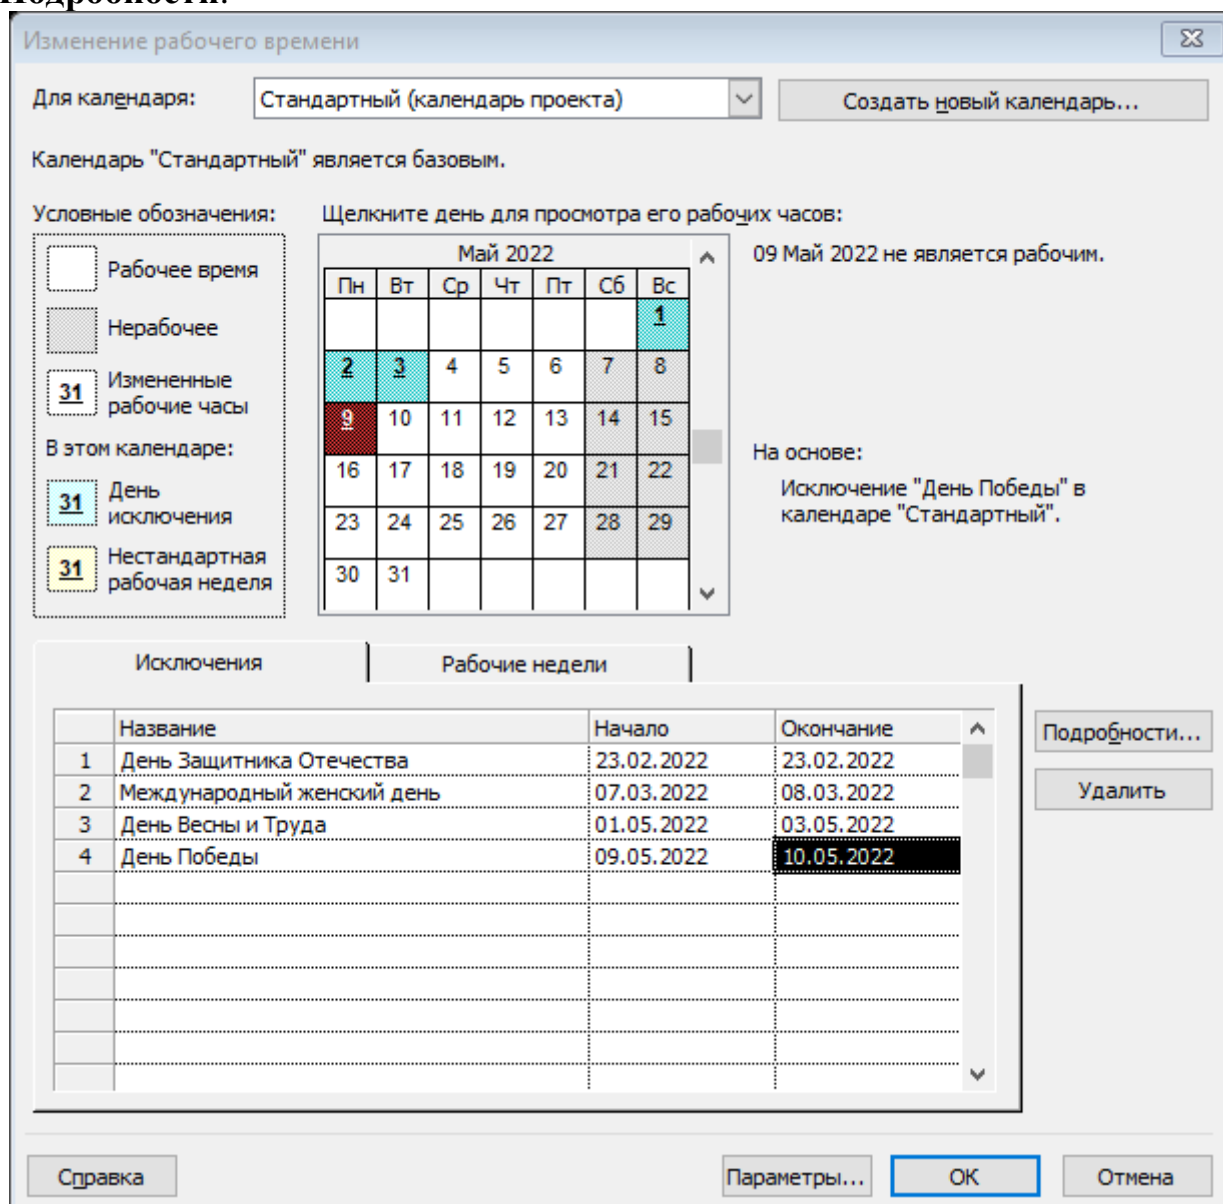 Подробности.
Изменение рабочего времени
Для календаря: Стандартный (календарь проекта) Создать новый календарь...
Календарь "Стандартный" является базовым.
Условные обозначения: Щелкните день для просмотра его рабочих часов:
Рабочее время
Нерабочее
31 Измененные
рабочие часы
В этом календаре:
31 День
исключения
31 Нестандартная
рабочая неделя
Май 2022
Пн Вт Ср Чт Пт Сб Вс
1
2 3 4 5 6 7 8
9 10 11 12 13 14 15
16 17 18 19 20 21 22
23 24 25 26 27 28 29
30 31
09 Май 2022 не является рабочим.
На основе:
Исключение "День Победы" в
календаре "Стандартный".
Исключения Рабочие недели
Название Начало Окончание
1 День Защитника Отечества 23.02.2022 23.02.2022
2 Международный женский день 07.03.2022 08.03.2022
3 День Весны и Труда 01.05.2022 03.05.2022
4 День Победы 09.05.2022 10.05.2022
Подробности...
Удалить
Справка Параметры... ОК Отмена